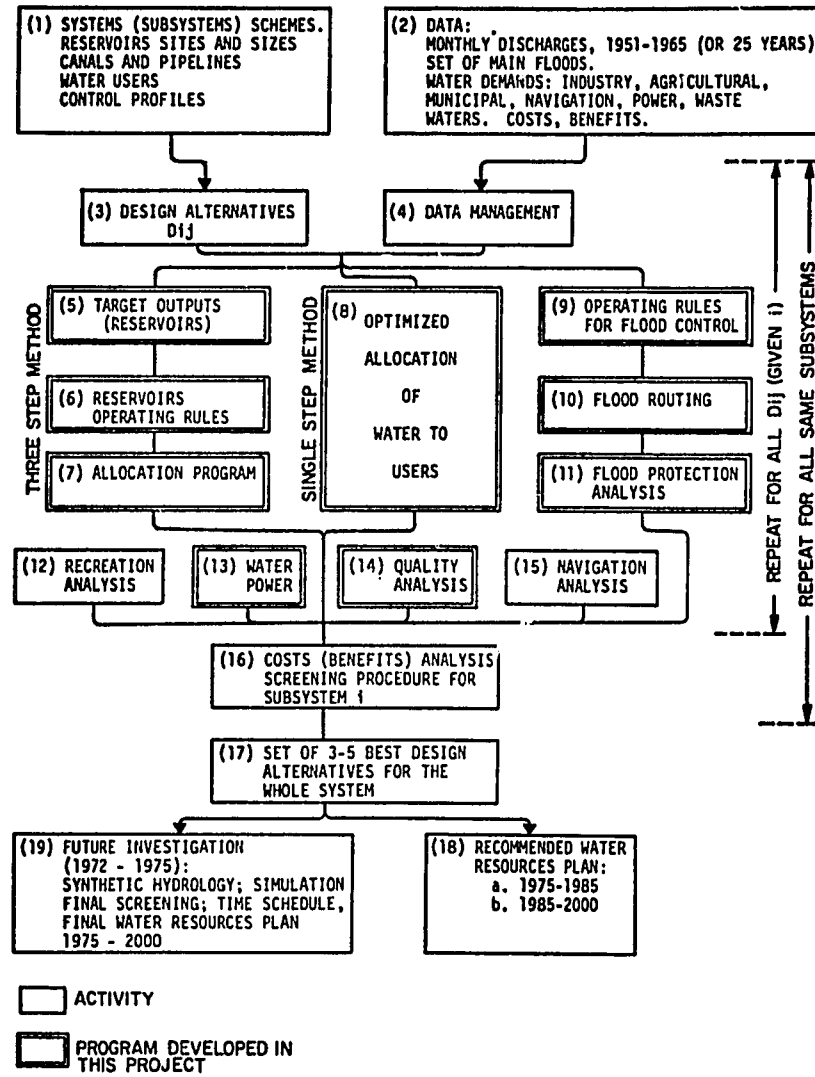 (1) SYSTEMS (SUBSYSTEMS) SCHEMES.
RESERVOIRS SITES AND SIZES
CANALS AND PIPELINES
WATER USERS
CONTROL PROFILES
(2) DATA:
MONTHLY DISCHARGES, 1951-1965 (OR 25 YEARS)
SET OF MAIN FLOODS.
WATER DEMANDS: INDUSTRY, AGRICULTURAL,
MUNICIPAL, NAVIGATION, POWER, WASTE
WATERS. COSTS, BENEFITS.
(3) DESIGN ALTERNATIVES
Dij
(4) DATA MANAGEMENT
THREE STEP METHOD
(5) TARGET OUTPUTS
(RESERVOIRS)
(6) RESERVOIRS
OPERATING RULES
(7) ALLOCATION PROGRAM
SINGLE STEP METHOD
(8) OPTIMIZED
ALLOCATION
OF
WATER TO
USERS
(9) OPERATING RULES
FOR FLOOD CONTROL
(10) FLOOD ROUTING
(11) FLOOD PROTECTION
ANALYSIS
REPEAT FOR ALL Dij (GIVEN i)
REPEAT FOR ALL SAME SUBSYSTEMS
(12) RECREATION
ANALYSIS
(13) WATER
POWER
(14) QUALITY
ANALYSIS
(15) NAVIGATION
ANALYSIS
(16) COSTS (BENEFITS) ANALYSIS
SCREENING PROCEDURE FOR
SUBSYSTEM i
(17) SET OF 3-5 BEST DESIGN
ALTERNATIVES FOR THE
WHOLE SYSTEM
(19) FUTURE INVESTIGATION
(1972 - 1975):
SYNTHETIC HYDROLOGY; SIMULATION
FINAL SCREENING; TIME SCHEDULE,
FINAL WATER RESOURCES PLAN
1975 - 2000
(18) RECOMMENDED WATER
RESOURCES PLAN:
a. 1975-1985
b. 1985-2000
ACTIVITY
PROGRAM DEVELOPED IN
THIS PROJECT